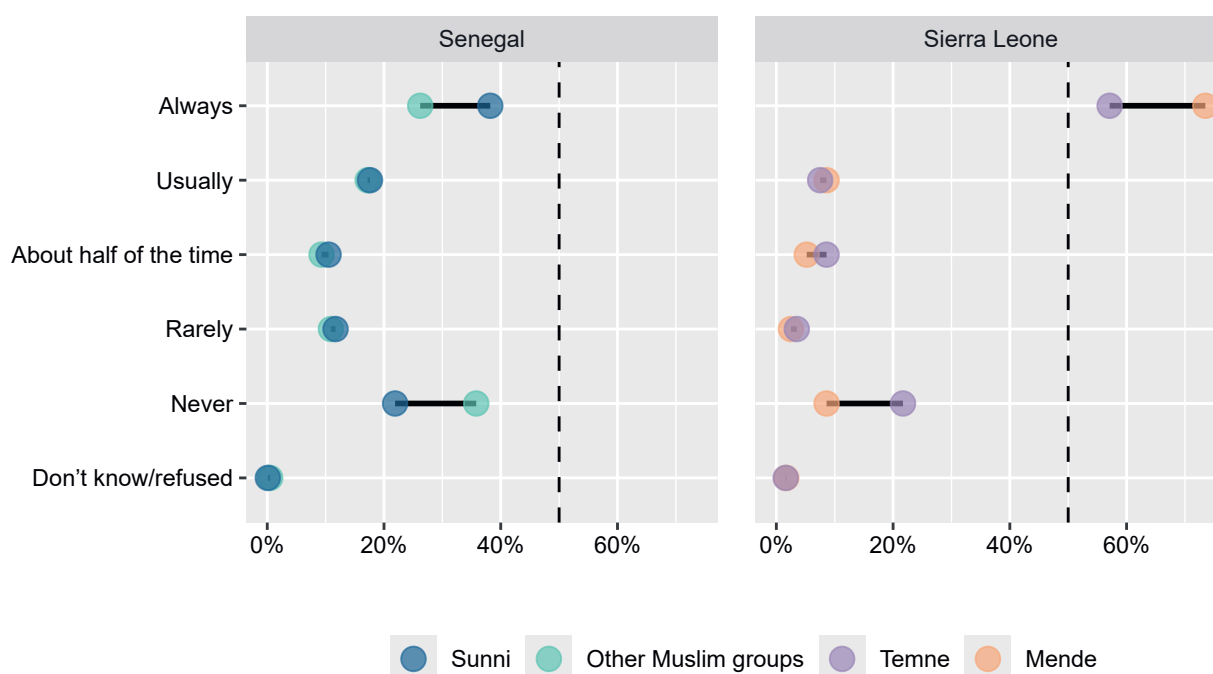 Senegal
Sierra Leone
Always
Usually
About half of the time
Rarely
Never
Don’t know/refused
0% 20% 40% 60%
0% 20% 40% 60%
Sunni Other Muslim groups Temne Mende